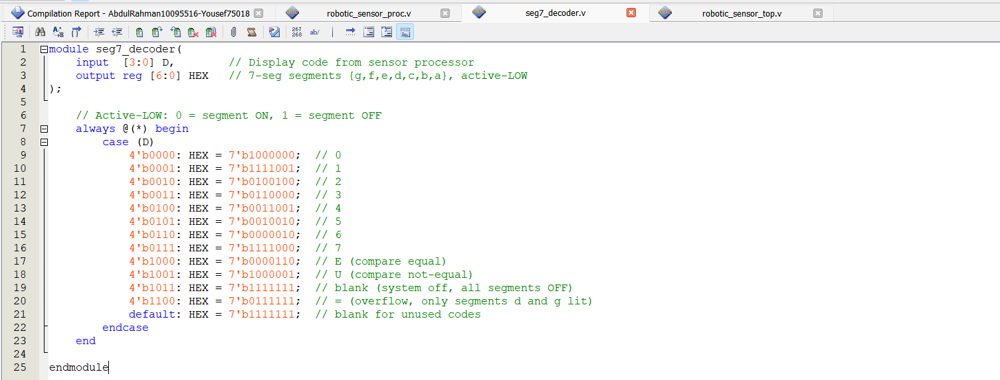 Compilation Report - AbdulRahman10095516-Yousef75018 robotic_sensor_proc.v seg7_decoder.v robotic_sensor_top.v
267
268 ab/
1 module seg7_decoder(
2     input  [3:0] D,        // Display code from sensor processor
3     output reg [6:0] HEX   // 7-seg segments {g,f,e,d,c,b,a}, active-LOW
4 );
5
6     // Active-LOW: 0 = segment ON, 1 = segment OFF
7     always @(*) begin
8         case (D)
9             4'b0000: HEX = 7'b1000000;  // 0
10             4'b0001: HEX = 7'b1111001;  // 1
11             4'b0010: HEX = 7'b0100100;  // 2
12             4'b0011: HEX = 7'b0110000;  // 3
13             4'b0100: HEX = 7'b0011001;  // 4
14             4'b0101: HEX = 7'b0010010;  // 5
15             4'b0110: HEX = 7'b0000010;  // 6
16             4'b0111: HEX = 7'b1111000;  // 7
17             4'b1000: HEX = 7'b0000110;  // E (compare equal)
18             4'b1001: HEX = 7'b1000001;  // U (compare not-equal)
19             4'b1011: HEX = 7'b1111111;  // blank (system off, all segments OFF)
20             4'b1100: HEX = 7'b0111111;  // = (overflow, only segments d and g lit)
21             default: HEX = 7'b1111111;  // blank for unused codes
22         endcase
23     end
24
25 endmodule